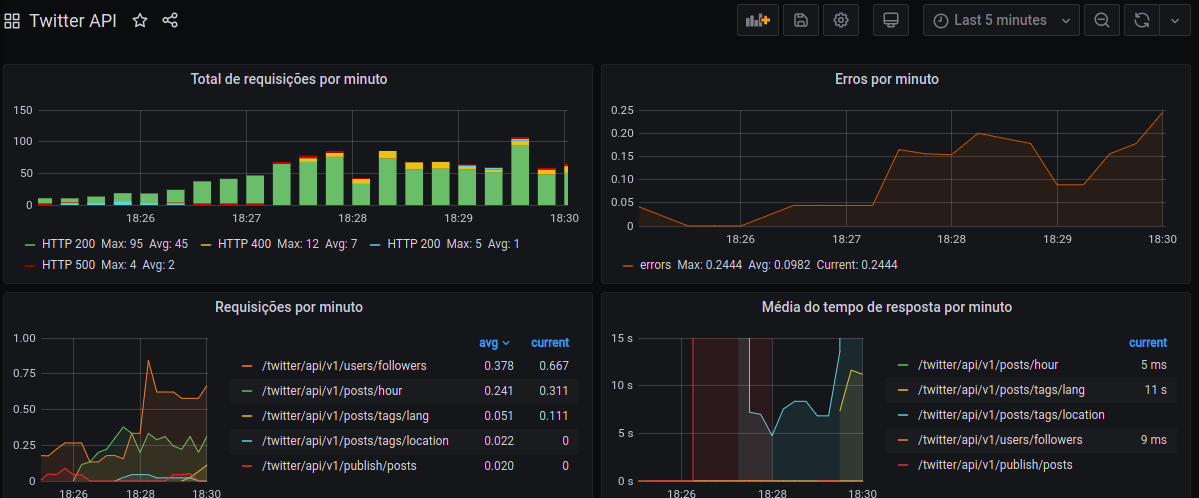 Twitter API
Last 5 minutes
Total de requisições por minuto
150
100
50
0
18:26 18:27 18:28 18:29 18:30
HTTP 200 Max: 95 Avg: 45 HTTP 400 Max: 12 Avg: 7 HTTP 200 Max: 5 Avg: 1
HTTP 500 Max: 4 Avg: 2
Erros por minuto
0.25
0.20
0.15
0.10
0.05
0
18:26 18:27 18:28 18:29 18:30
errors Max: 0.2444 Avg: 0.0982 Current: 0.2444
Requisições por minuto
1.00
0.75
0.50
0.25
0
18:26 18:28 18:30
avg current
/twitter/api/v1/users/followers 0.378 0.667
/twitter/api/v1/posts/hour 0.241 0.311
/twitter/api/v1/posts/tags/lang 0.051 0.111
/twitter/api/v1/posts/tags/location 0.022 0
/twitter/api/v1/publish/posts 0.020 0
Média do tempo de resposta por minuto
15 s
10 s
5 s
0 s
18:26 18:28 18:30
current
/twitter/api/v1/posts/hour 5 ms
/twitter/api/v1/posts/tags/lang 11 s
/twitter/api/v1/posts/tags/location
/twitter/api/v1/users/followers 9 ms
/twitter/api/v1/publish/posts